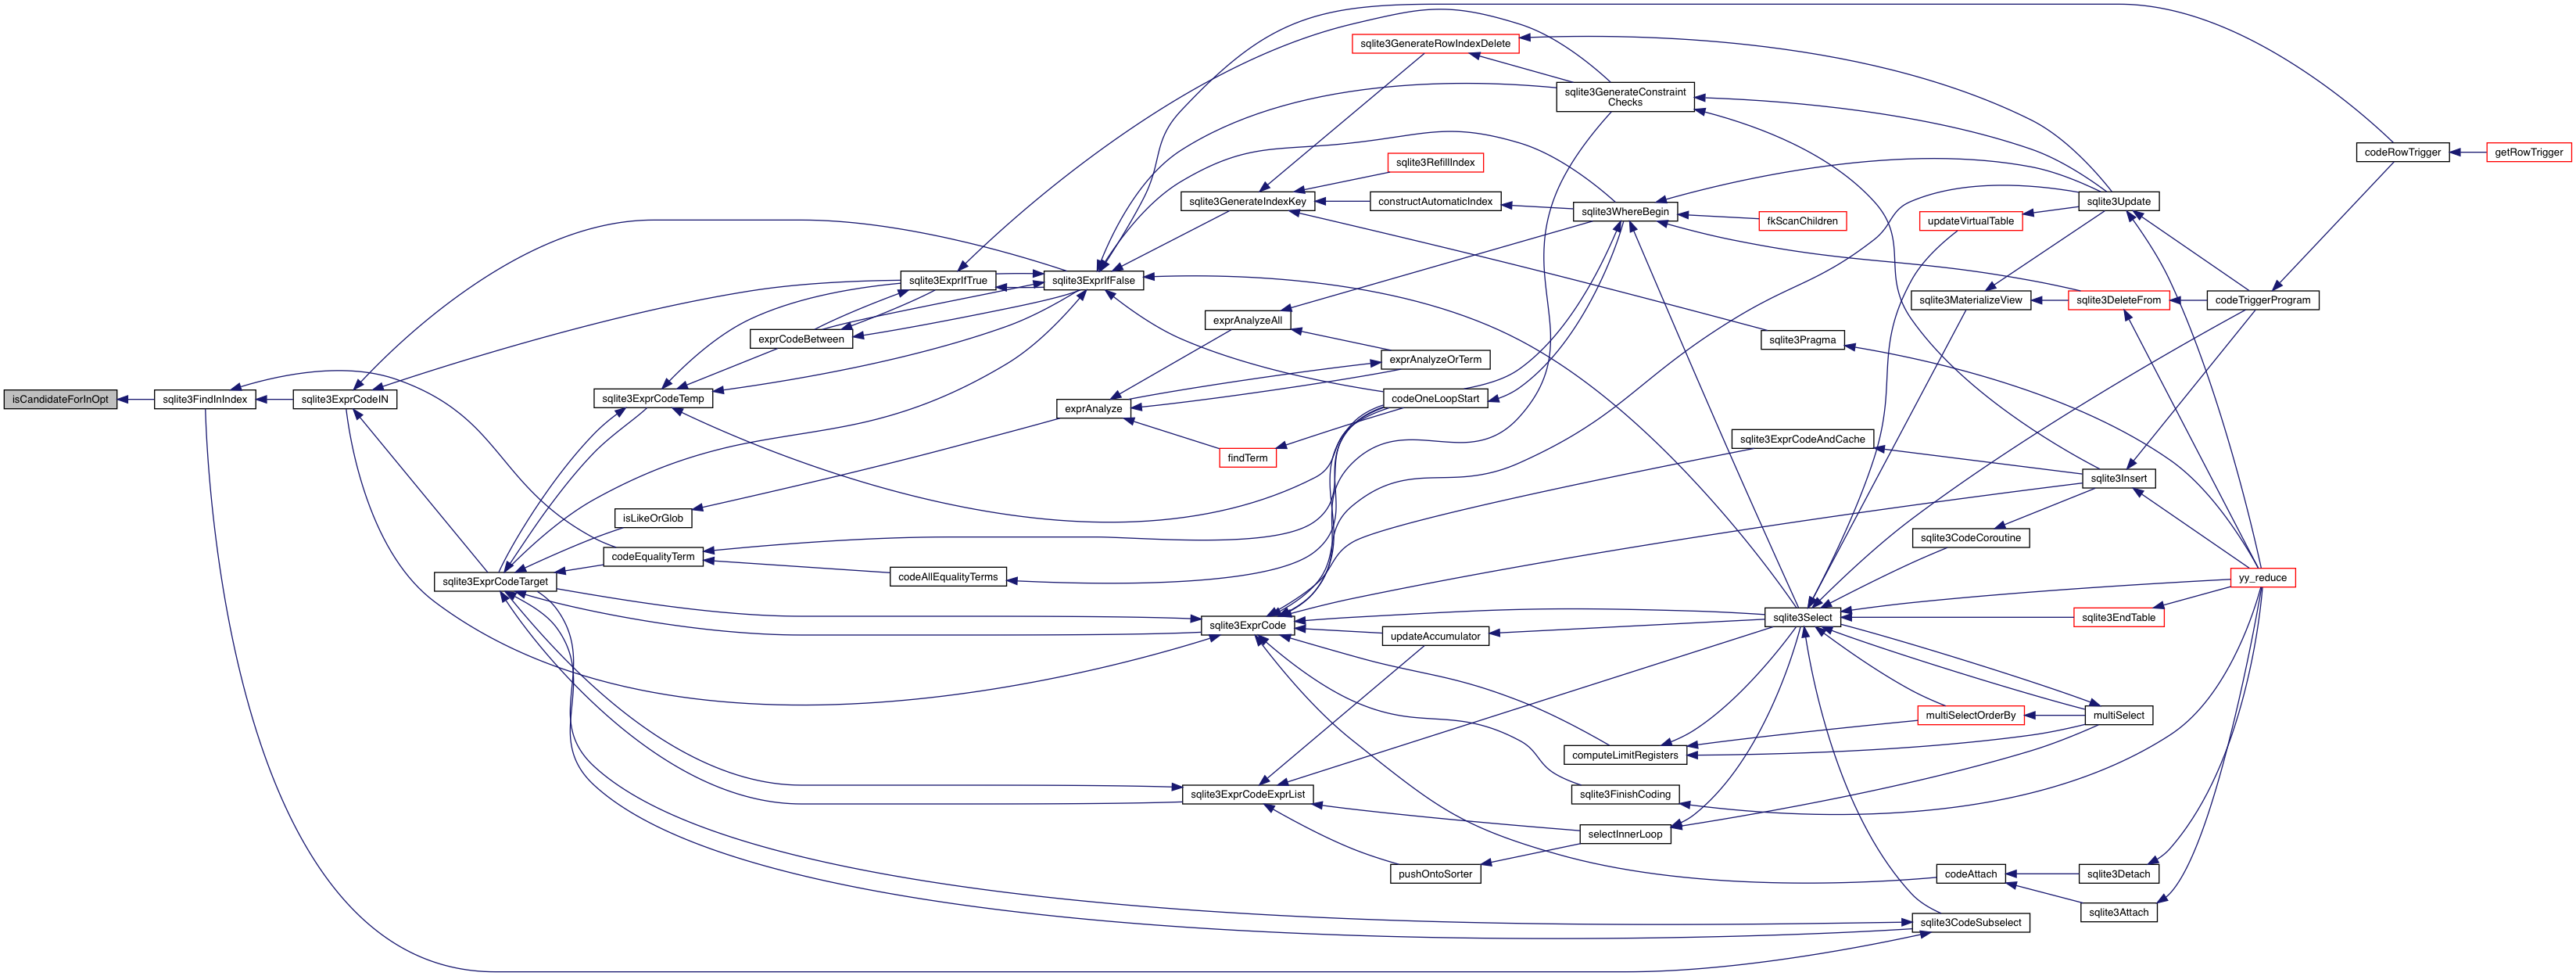 sqlite3GenerateRowIndexDelete
sqlite3GenerateConstraint
Checks
codeRowTrigger
getRowTrigger
sqlite3RefillIndex
sqlite3GenerateIndexKey
constructAutomaticIndex
sqlite3WhereBegin
fkScanChildren
updateVirtualTable
sqlite3Update
sqlite3ExprIfTrue
sqlite3ExprIfFalse
sqlite3MaterializeView
sqlite3DeleteFrom
codeTriggerProgram
exprAnalyzeAll
exprCodeBetween
sqlite3Pragma
exprAnalyzeOrTerm
isCandidateForInOpt
sqlite3FindInIndex
sqlite3ExprCodeIN
sqlite3ExprCodeTemp
exprAnalyze
codeOneLoopStart
findTerm
sqlite3ExprCodeAndCache
sqlite3Insert
isLikeOrGlob
codeEqualityTerm
sqlite3CodeCoroutine
sqlite3ExprCodeTarget
codeAllEqualityTerms
yy_reduce
sqlite3ExprCode
updateAccumulator
sqlite3Select
sqlite3EndTable
multiSelectOrderBy
multiSelect
computeLimitRegisters
sqlite3ExprCodeExprList
sqlite3FinishCoding
selectInnerLoop
pushOntoSorter
codeAttach
sqlite3Detach
sqlite3Attach
sqlite3CodeSubselect